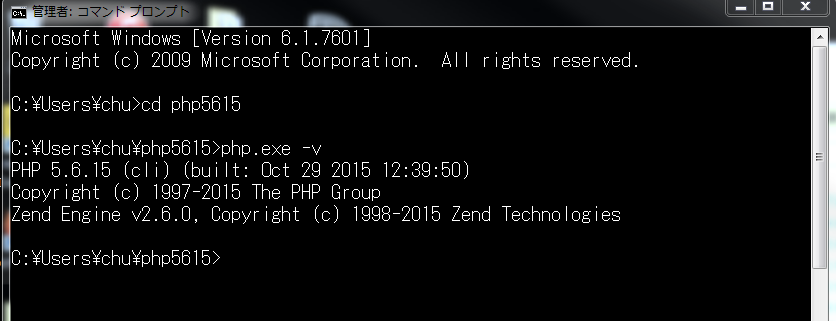 管理者: コマンド プロンプト
Microsoft Windows [Version 6.1.7601]
Copyright (c) 2009 Microsoft Corporation.  All rights reserved.
C:¥Users¥chu>cd php5615
C:¥Users¥chu¥php5615>php.exe -v
PHP 5.6.15 (cli) (built: Oct 29 2015 12:39:50)
Copyright (c) 1997-2015 The PHP Group
Zend Engine v2.6.0, Copyright (c) 1998-2015 Zend Technologies
C:¥Users¥chu¥php5615>